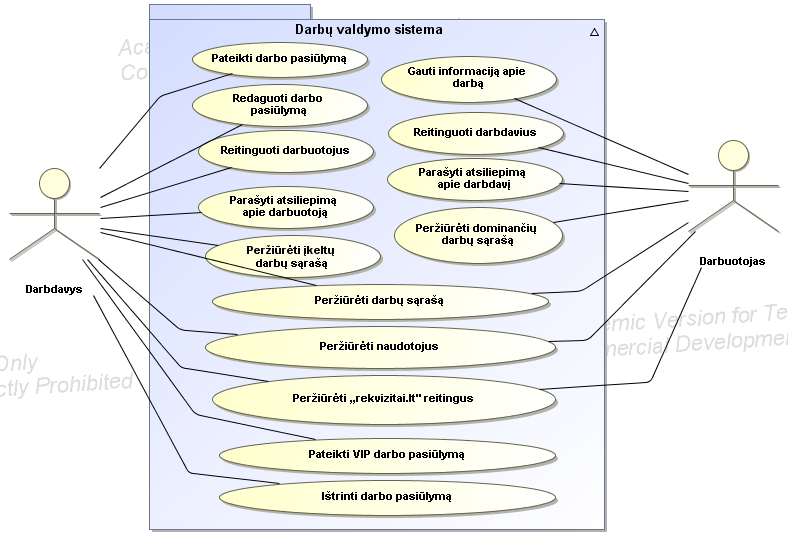 Darbų valdymo sistema
Pateikti darbo pasiūlymą
Redaguoti darbo
pasiūlymą
Reitinguoti darbuotojus
Parašyti atsiliepimą
apie darbuotoją
Peržiūrėti įkeltų
darbų sąrašą
Gauti informaciją apie
darbą
Reitinguoti darbdavius
Parašyti atsiliepimą
apie darbdavį
Peržiūrėti dominančių
darbų sąrašą
Peržiūrėti darbų sąrašą
Peržiūrėti naudotojus
Peržiūrėti „rekvizitai.lt" reitingus
Pateikti VIP darbo pasiūlymą
Ištrinti darbo pasiūlymą
Darbdavys
Darbuotojas
Aca
Co
Only
ctly Prohibited
emic Version for Te
mercial Developmen